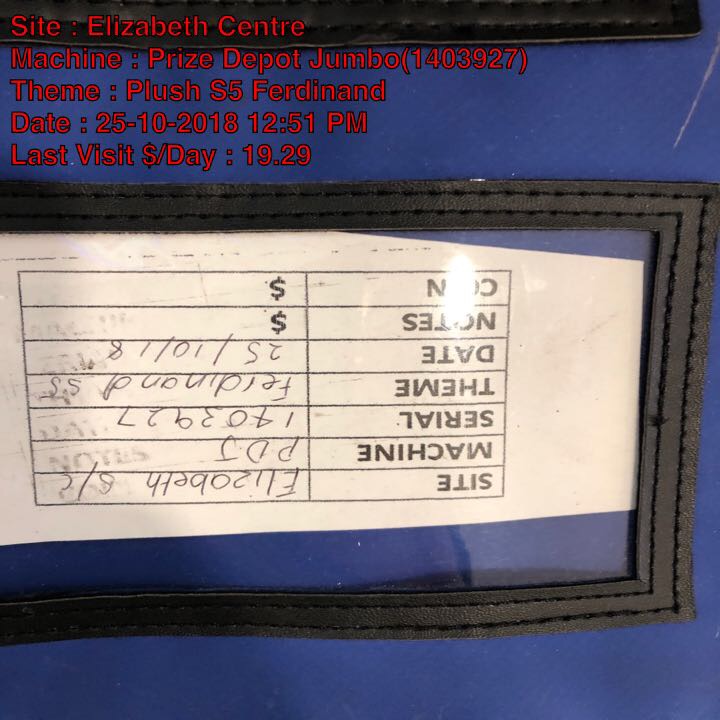 Site : Elizabeth Centre
Machine : Prize Depot Jumbo(1403927)
Theme : Plush S5 Ferdinand
Date : 25-10-2018 12:51 PM
Last Visit $/Day : 19.29
SITE Elizabeth S/C
MACHINE PDJ
SERIAL 1403927
THEME Ferdinand S5
DATE 25/10/18
NOTES $
COIN $